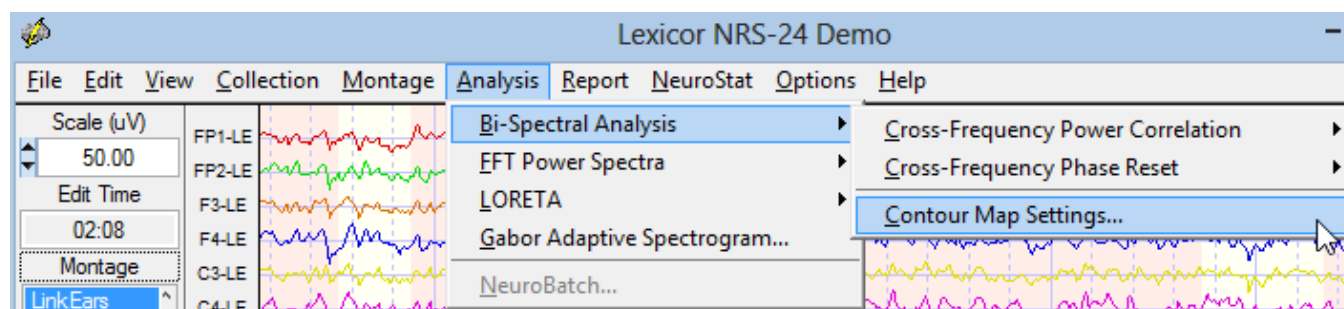 Lexicor NRS-24 Demo
File Edit View Collection Montage Analysis Report NeuroStat Options Help
Scale (uV)
50.00
Edit Time
02:08
Montage
LinkEars
FP1-LE
FP2-LE
F3-LE
F4-LE
C3-LE
C4-LE
Bi-Spectral Analysis
FFT Power Spectra
LORETA
Gabor Adaptive Spectrogram...
NeuroBatch...
Cross-Frequency Power Correlation
Cross-Frequency Phase Reset
Contour Map Settings...